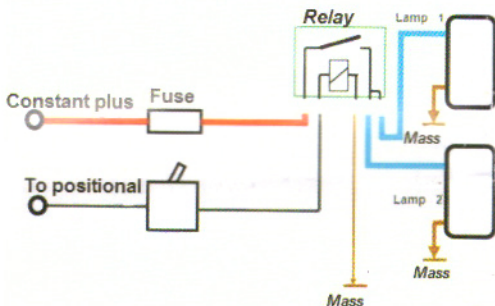 Relay
Lamp 1
Constant plus
Fuse
Mass
To positional
Lamp 2
Mass
Mass